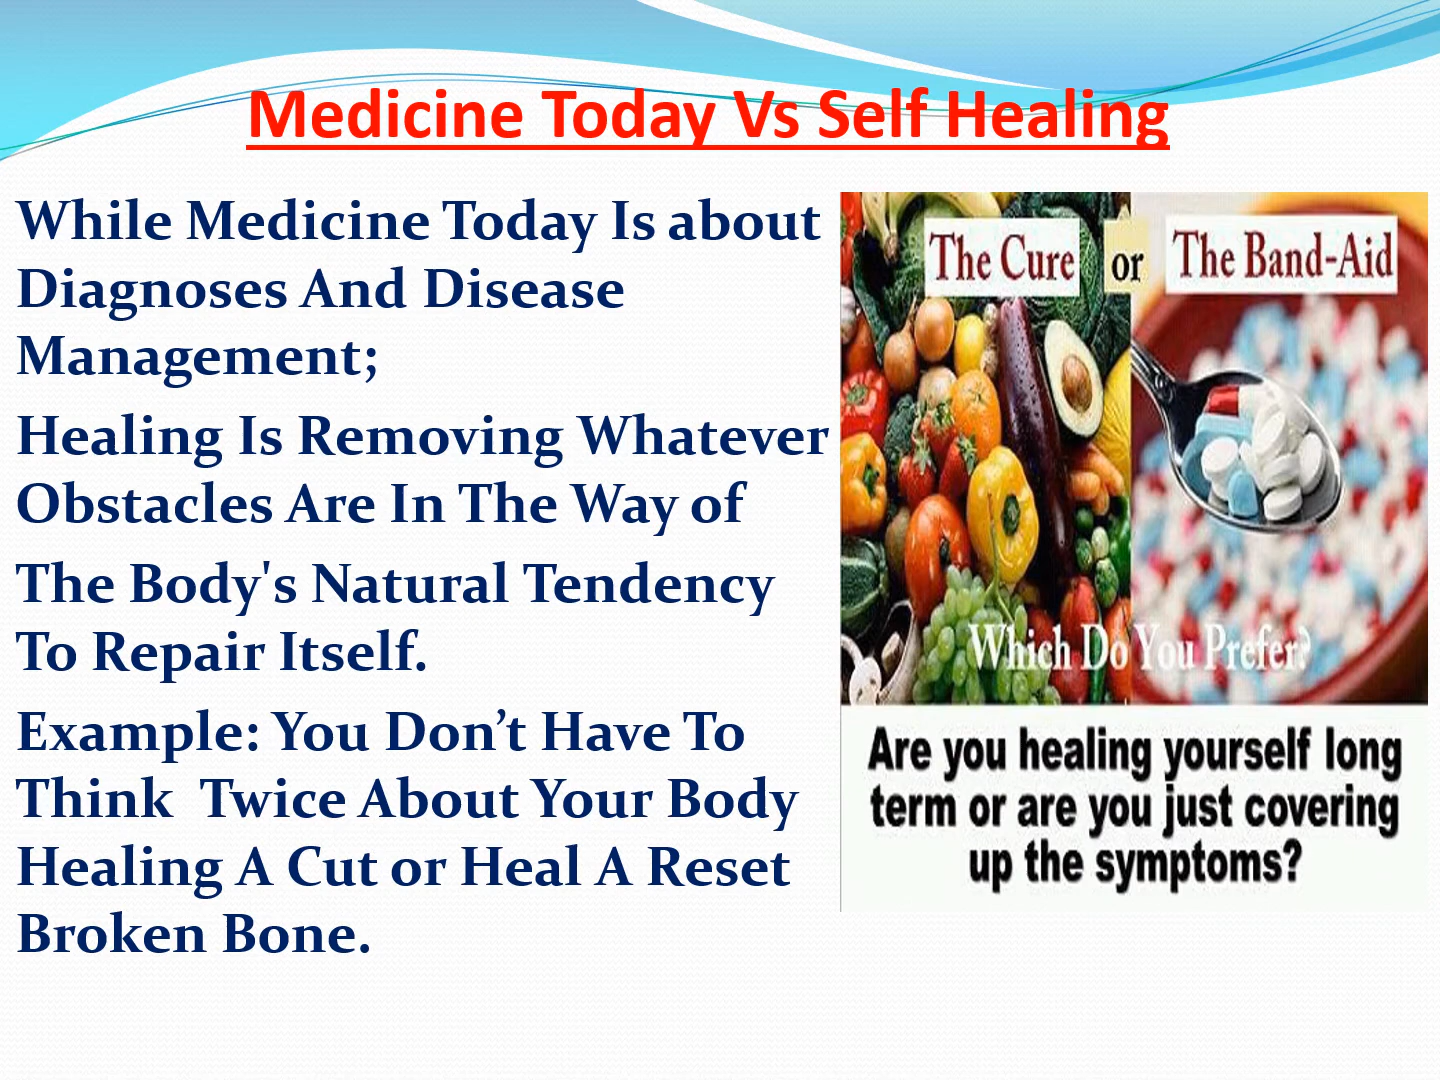 Medicine Today Vs Self Healing
While Medicine Today Is about
Diagnoses And Disease
Management;
Healing Is Removing Whatever
Obstacles Are In The Way of
The Body's Natural Tendency
To Repair Itself.
Example: You Don’t Have To
Think  Twice About Your Body
Healing A Cut or Heal A Reset
Broken Bone.
The Cure or The Band-Aid
Which Do You Prefer?
Are you healing yourself long
term or are you just covering
up the symptoms?